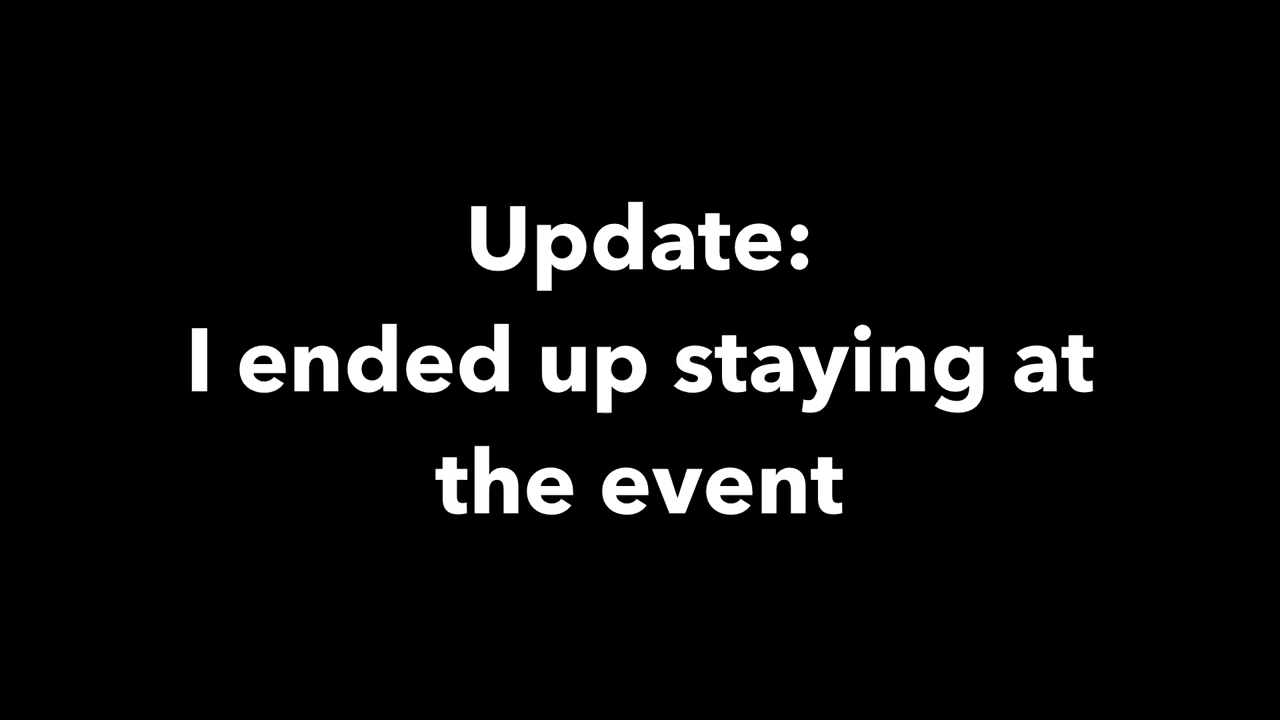 Update:
I ended up staying at
the event